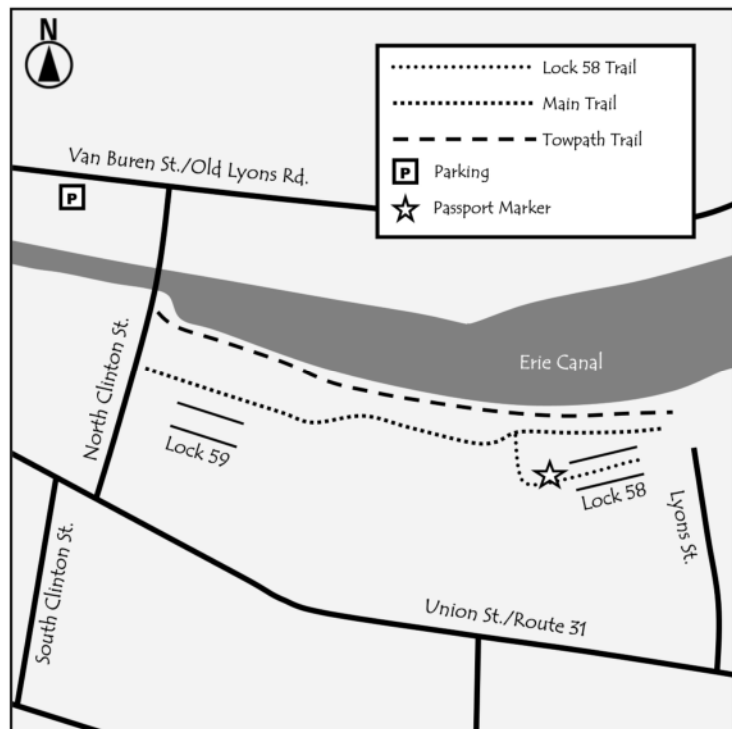 N
Lock 58 Trail
Main Trail
Towpath Trail
P Parking
Passport Marker
Van Buren St./Old Lyons Rd.
P
Erie Canal
North Clinton St.
Lock 59
Lock 58
Lyons St.
South Clinton St.
Union St./Route 31